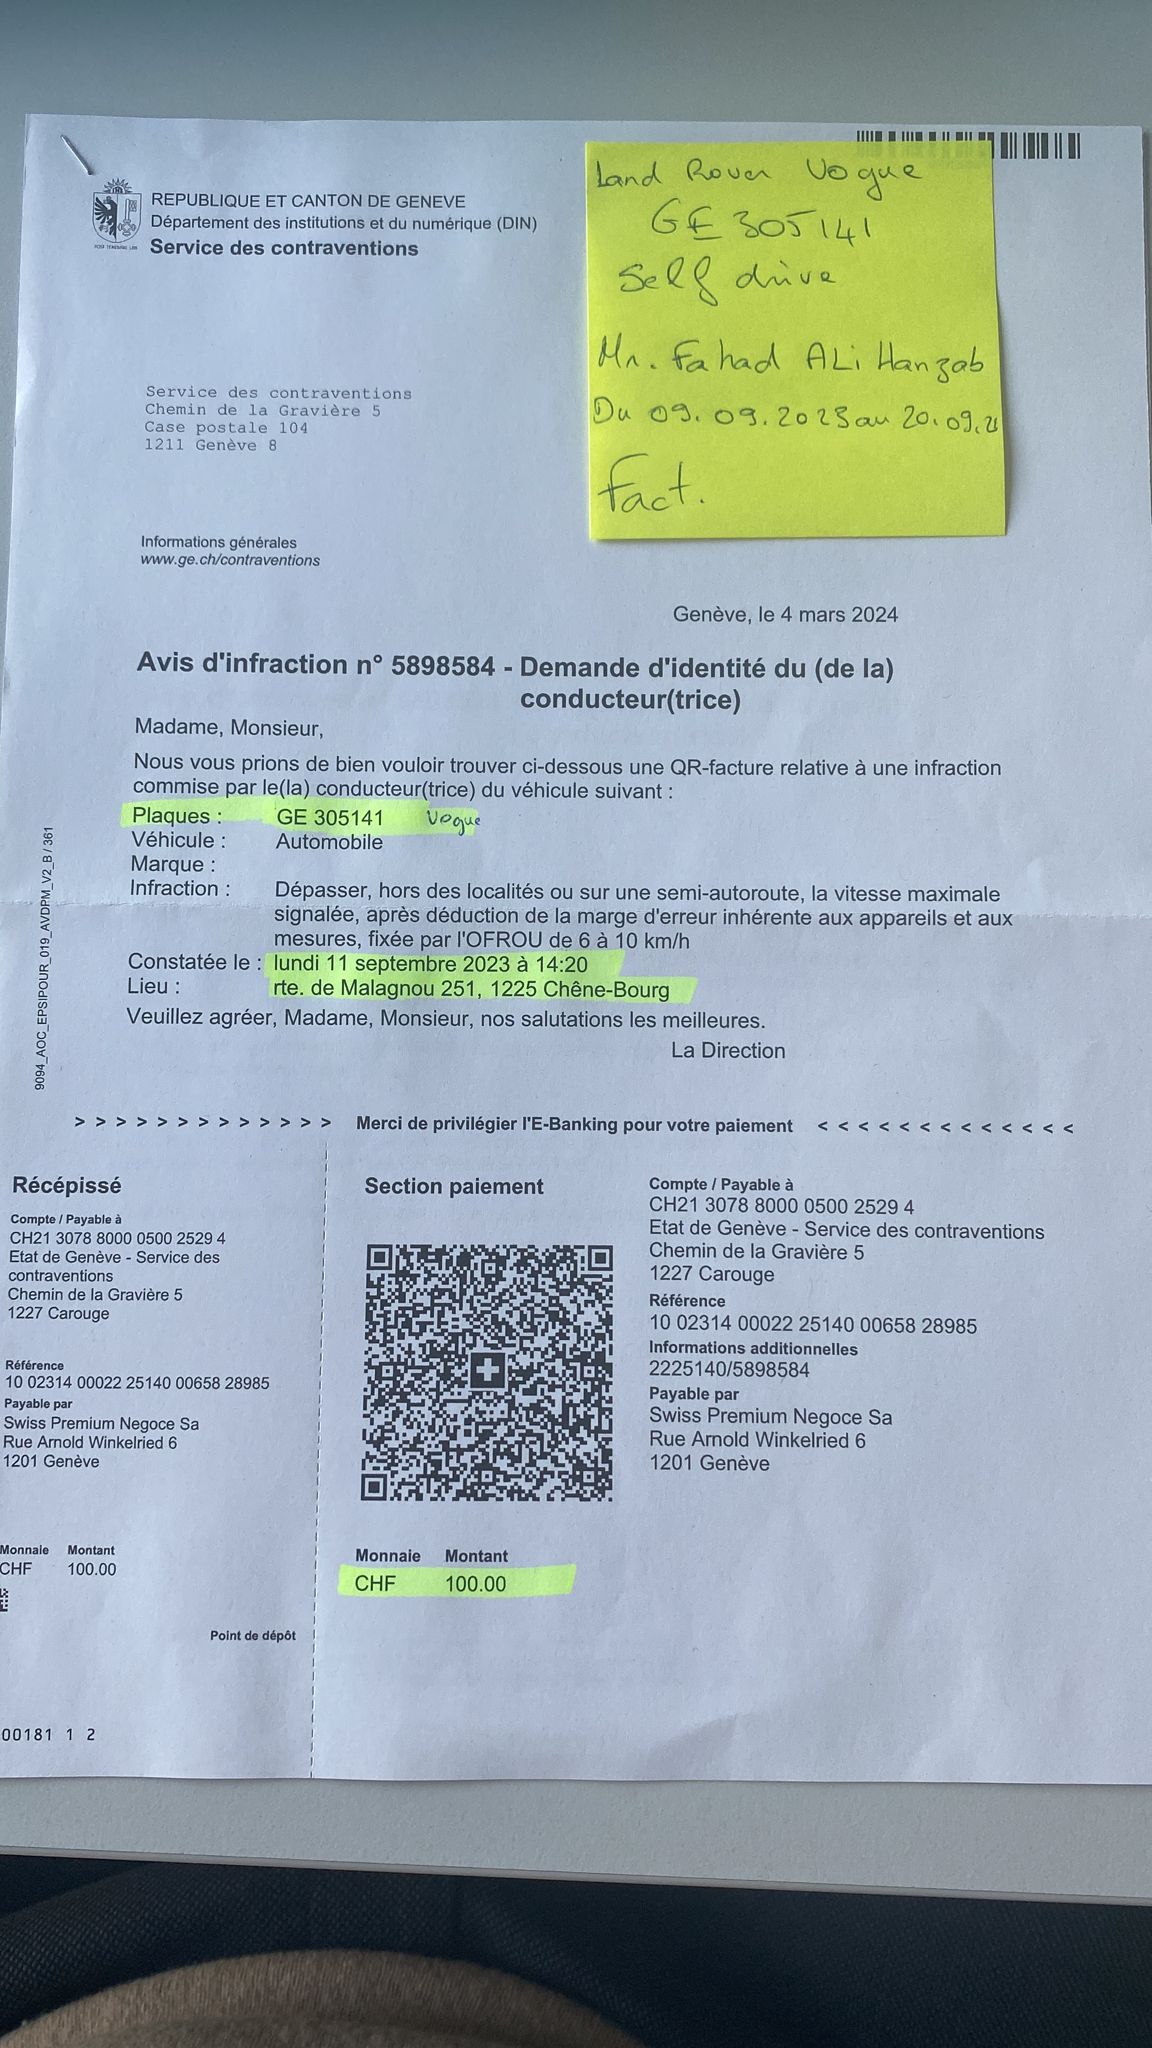 Land Rover Vogue
GE 305141
Self drive
Mr. Fahad ALi Hanzab
Du 09.09.2023 au 20.09.
Fact.
REPUBLIQUE ET CANTON DE GENEVE
Département des institutions et du numérique (DIN)
Service des contraventions
POST TENEBRAS LUX
Service des contraventions
Chemin de la Gravière 5
Case postale 104
1211 Genève 8
Informations générales
www.ge.ch/contraventions
Genève, le 4 mars 2024
Avis d'infraction n° 5898584 - Demande d'identité du (de la)
conducteur(trice)
Madame, Monsieur,
Nous vous prions de bien vouloir trouver ci-dessous une QR-facture relative à une infraction
commise par le(la) conducteur(trice) du véhicule suivant :
Plaques : GE 305141 Vogue
Véhicule : Automobile
Marque :
Infraction : Dépasser, hors des localités ou sur une semi-autoroute, la vitesse maximale
signalée, après déduction de la marge d'erreur inhérente aux appareils et aux
mesures, fixée par l'OFROU de 6 à 10 km/h
Constatée le : lundi 11 septembre 2023 à 14:20
Lieu : rte. de Malagnou 251, 1225 Chêne-Bourg
Veuillez agréer, Madame, Monsieur, nos salutations les meilleures.
La Direction
9094_AOC_EPSIPOUR_019_AVDPM_V2_B / 361
> > > > > > > > > > > > > Merci de privilégier l'E-Banking pour votre paiement < < < < < < < < < < < < <
Récépissé
Compte / Payable à
CH21 3078 8000 0500 2529 4
Etat de Genève - Service des
contraventions
Chemin de la Gravière 5
1227 Carouge
Référence
10 02314 00022 25140 00658 28985
Payable par
Swiss Premium Negoce Sa
Rue Arnold Winkelried 6
1201 Genève
Monnaie Montant
CHF 100.00
Point de dépôt
00181 1 2
Section paiement
Monnaie Montant
CHF 100.00
Compte / Payable à
CH21 3078 8000 0500 2529 4
Etat de Genève - Service des contraventions
Chemin de la Gravière 5
1227 Carouge
Référence
10 02314 00022 25140 00658 28985
Informations additionnelles
2225140/5898584
Payable par
Swiss Premium Negoce Sa
Rue Arnold Winkelried 6
1201 Genève